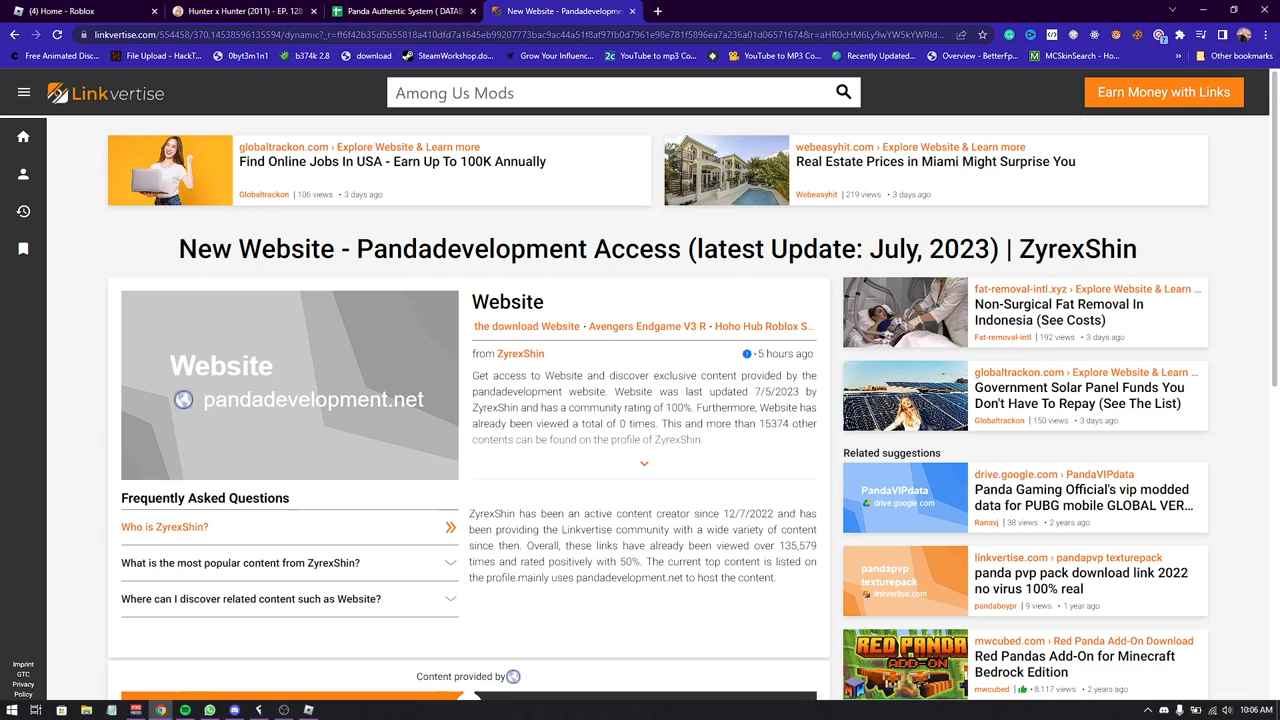 (4) Home - Roblox
Hunter x Hunter (2011) - EP. 128
Panda Advertise ( DATAB
New Website - Pandadevelopment
linkvertise.com/554458/370.14538596135594/dynamic?_r=
Free Animated Disc...
File Upload - HackT...
0byt3m1n1
b374k 2.8
download
SteamWorkshop.do...
Grow Your Influenc...
YouTube to mp3 Co...
YouTube to Mp3 Co...
Recently Updated...
Overview - BetterFp...
MCSkinSearch - Ho...
»
Other bookmarks
Linkvertise
Among Us Mods
Earn Money with Links
globaltrackon.com › Explore Website & Learn more
Find Online Jobs In USA - Earn Up To 100K Annually
Globaltrackon | 106 views • 3 days ago
webeasyhit.com › Explore Website & Learn more
Real Estate Prices in Miami Might Surprise You
Webeasyhit | 219 views • 3 days ago
New Website - Pandadevelopment Access (latest Update: July, 2023) | ZyrexShin
Website
pandadevelopment.net
Website
the download Website · Avengers Endgame V3 R · Hoho Hub Roblox S...
from ZyrexShin
· 5 hours ago
Get access to Website and discover exclusive content provided by the
pandadevelopment website. Website was last updated 7/5/2023 by
ZyrexShin and has a community rating of 100%. Furthermore, Website has
already been viewed a total of 0 times. This and more than 15374 other
contents can be found on the profile of ZyrexShin.
ZyrexShin has been an active content creator since 12/7/2022 and has
been providing the Linkvertise community with a wide variety of content
since then. Overall, these links have already been viewed over 135,579
times and rated positively with 50%. The current top content is listed on
the profile.mainly uses pandadevelopment.net to host the content.
Frequently Asked Questions
Who is ZyrexShin?
What is the most popular content from ZyrexShin?
Where can I discover related content such as Website?
Content provided by
fat-removal-intl.xyz › Explore Website & Learn ...
Non-Surgical Fat Removal In
Indonesia (See Costs)
Fat-removal-intl | 192 views • 3 days ago
globaltrackon.com › Explore Website & Learn ...
Government Solar Panel Funds You
Don't Have To Repay (See The List)
Globaltrackon | 150 views • 3 days ago
Related suggestions
PandaVIPdata
drive.google.com
drive.google.com › PandaVIPdata
Panda Gaming Official's vip modded
data for PUBG mobile GLOBAL VER...
Ranavj | 38 views • 2 years ago
pandapvp
texturepack
linkvertise.com
linkvertise.com › pandapvp texturepack
panda pvp pack download link 2022
no virus 100% real
pandaboypr | 9 views • 1 year ago
RED PANDA
ADD-ON
mwcubed.com › Red Panda Add-On Download
Red Pandas Add-On for Minecraft
Bedrock Edition
mwcubed | 8.117 views • 2 years ago
Imprint
GTC
Privacy
Policy
10:06 AM